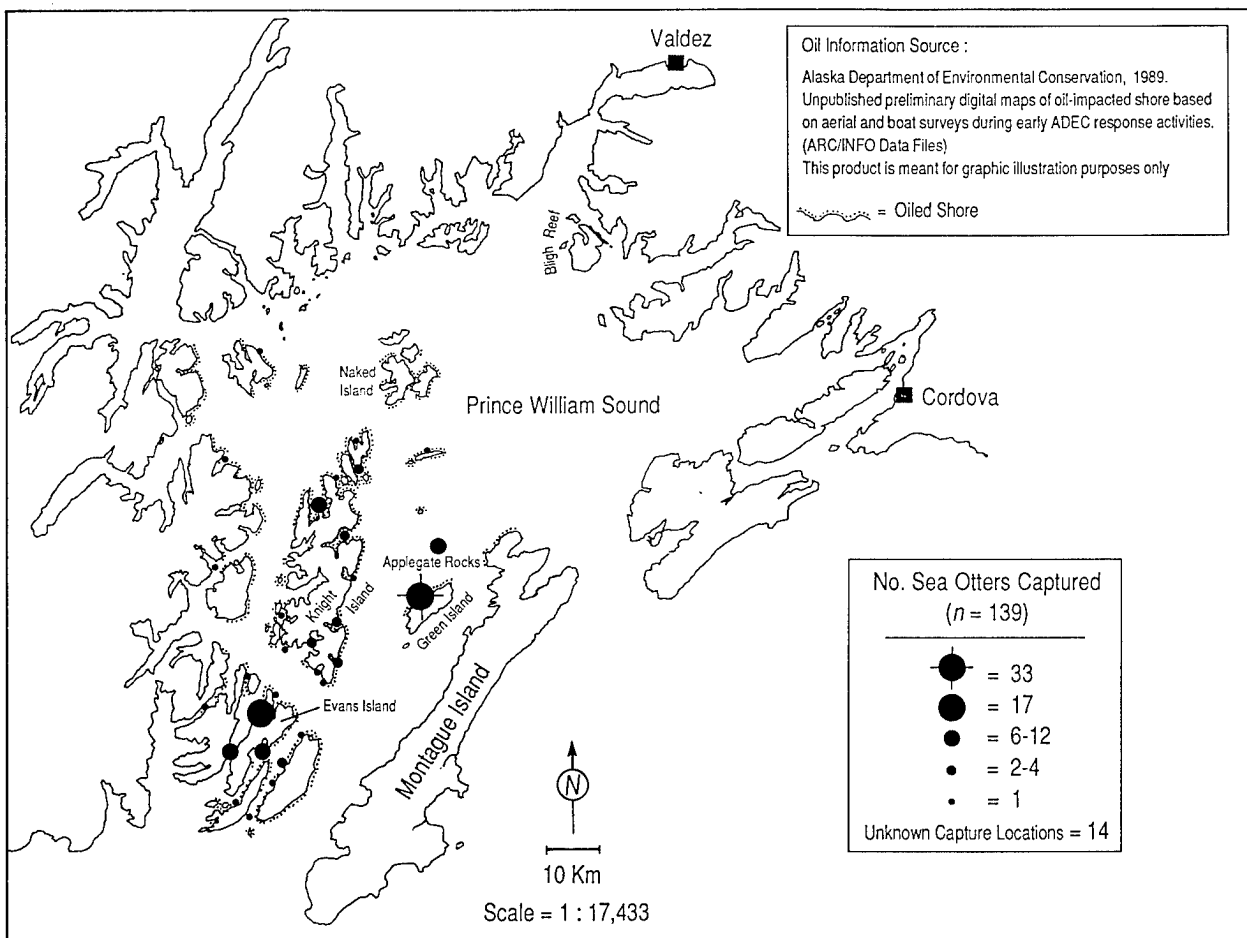 Valdez
Oil Information Source :
Alaska Department of Environmental Conservation, 1989.
Unpublished preliminary digital maps of oil-impacted shore based
on aerial and boat surveys during early ADEC response activities.
(ARC/INFO Data Files)
This product is meant for graphic illustration purposes only
= Oiled Shore
Bligh Reef
Naked
Island
Prince William Sound
Cordova
Applegate Rocks
Knight
Island
Green Island
Evans Island
Montague Island
N
10 Km
Scale = 1 : 17,433
No. Sea Otters Captured
(n = 139)
= 33
= 17
= 6-12
= 2-4
= 1
Unknown Capture Locations = 14